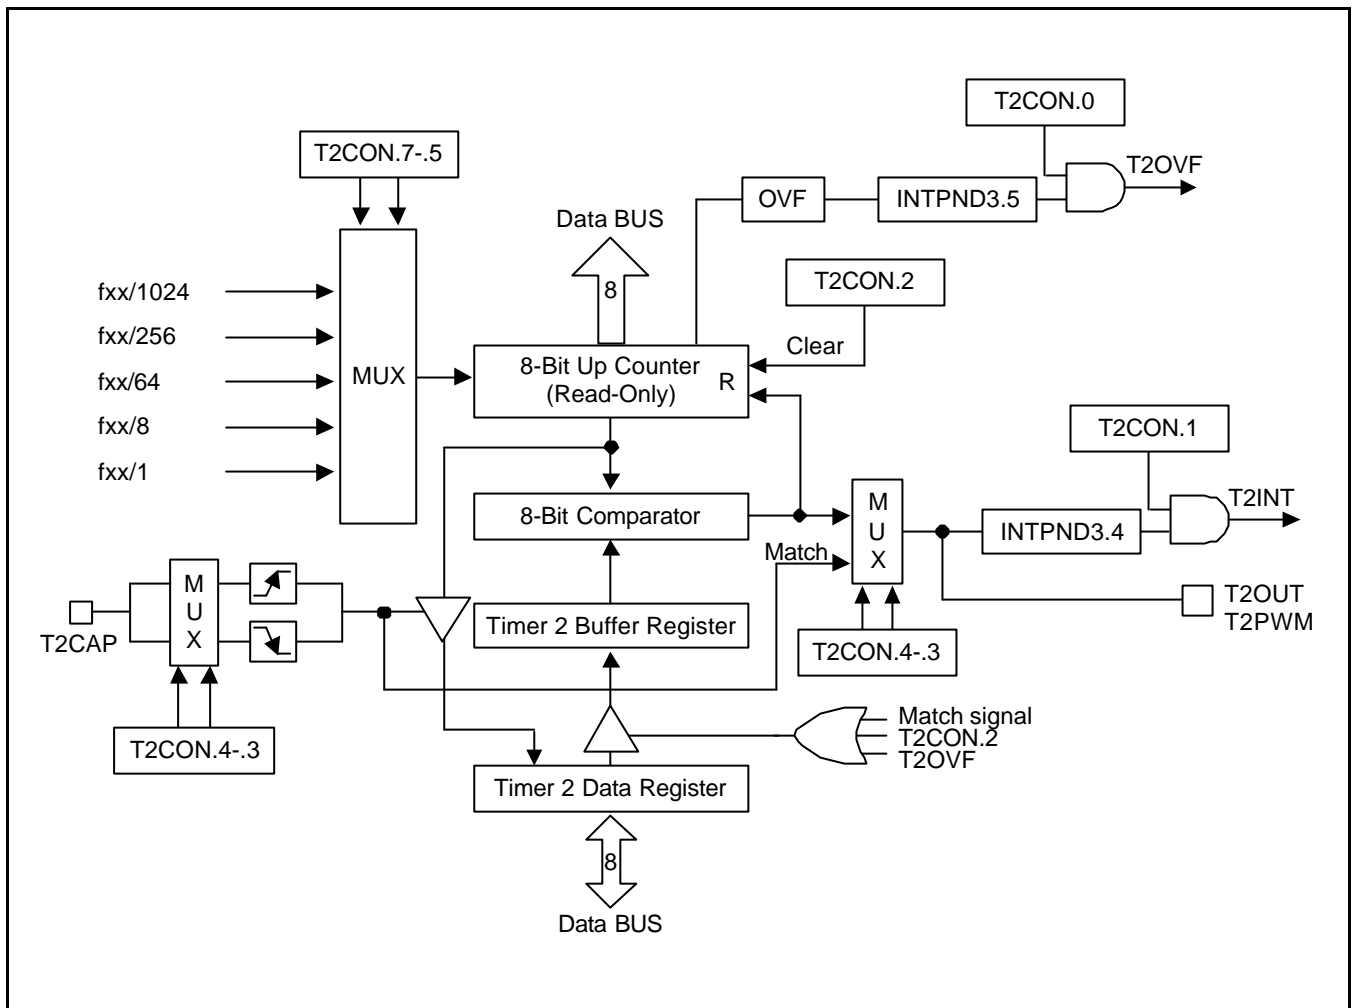 T2CON.0
T2CON.7-.5
T2OVF
OVF
INTPND3.5
Data BUS
8
T2CON.2
fxx/1024
fxx/256
fxx/64
fxx/8
fxx/1
MUX
8-Bit Up Counter
(Read-Only)
R
Clear
T2CON.1
8-Bit Comparator
Match
M
U
X
INTPND3.4
T2INT
T2CAP
M
U
X
Timer 2 Buffer Register
T2OUT
T2PWM
T2CON.4-.3
T2CON.4-.3
Match signal
T2CON.2
T2OVF
Timer 2 Data Register
8
Data BUS